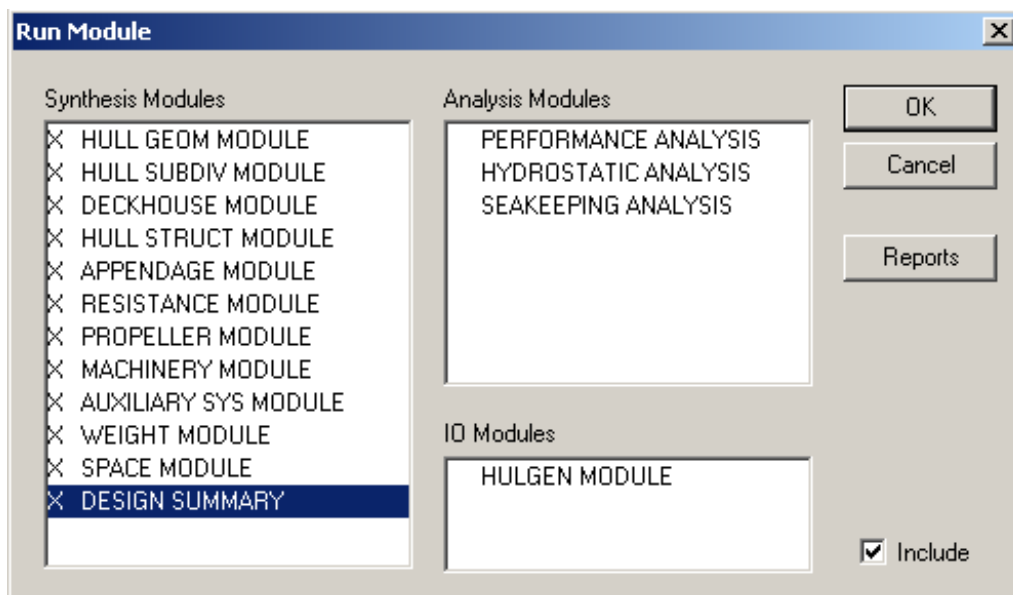 Run Module
Synthesis Modules
X HULL GEOM MODULE
X HULL SUBDIV MODULE
X DECKHOUSE MODULE
X HULL STRUCT MODULE
X APPENDAGE MODULE
X RESISTANCE MODULE
X PROPELLER MODULE
X MACHINERY MODULE
X AUXILIARY SYS MODULE
X WEIGHT MODULE
X SPACE MODULE
X DESIGN SUMMARY
Analysis Modules
PERFORMANCE ANALYSIS
HYDROSTATIC ANALYSIS
SEAKEEPING ANALYSIS
IO Modules
HULGEN MODULE
OK
Cancel
Reports
Include